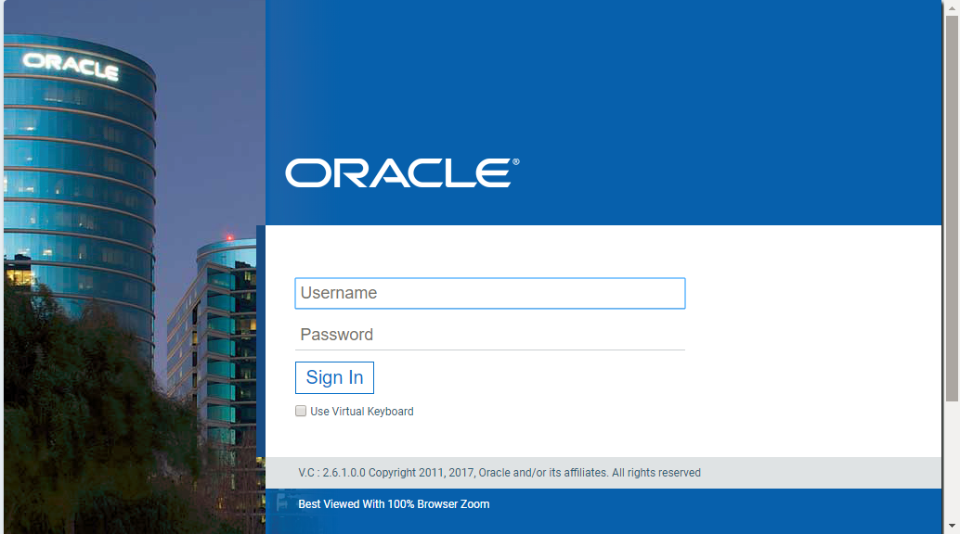 ORACLE
ORACLE®
Username
Password
Sign In
Use Virtual Keyboard
V.C : 2.6.1.0.0 Copyright 2011, 2017, Oracle and/or its affiliates. All rights reserved
Best Viewed With 100% Browser Zoom